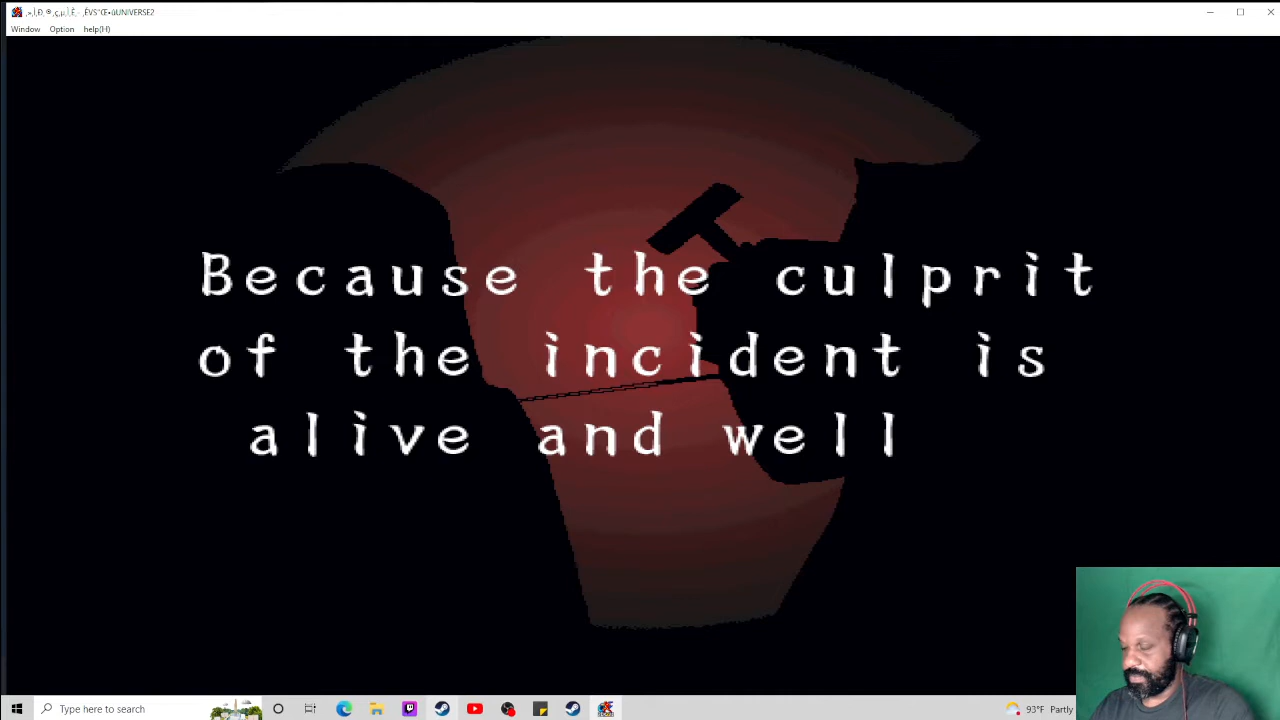 UNIVERSE2
Window Option help(H)
Because the culprit
of the incident is
alive and well
Type here to search
93°F Partly